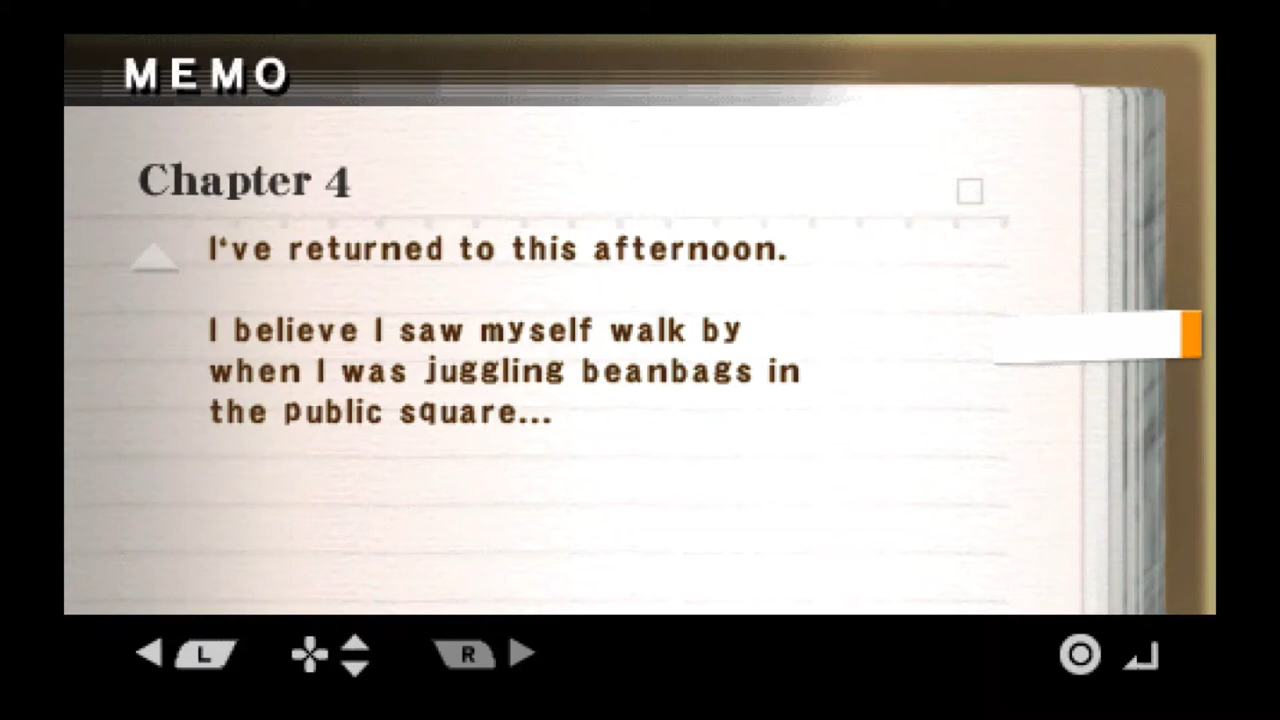 MEMO
Chapter 4
I've returned to this afternoon.
I believe I saw myself walk by
when I was juggling beanbags in
the public square...
L
R